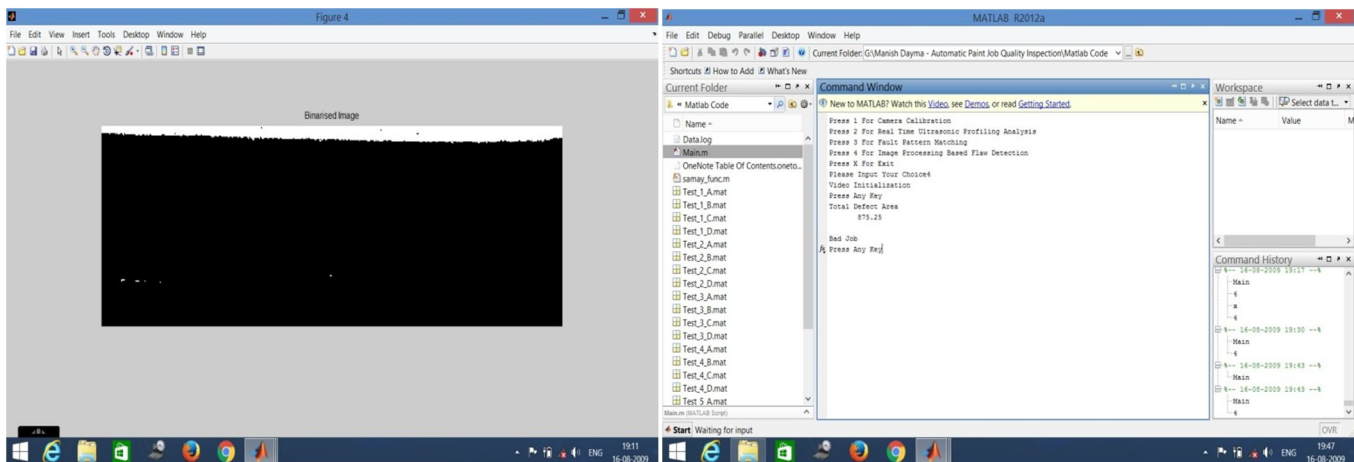 Figure 4
File Edit View Insert Tools Desktop Window Help
Binarised Image
ENG
19:11
16-08-2009
MATLAB R2012a
File Edit Debug Parallel Desktop Window Help
Current Folder: G:\Manish Dayma - Automatic Paint Job Quality Inspection\Matlab Code
Shortcuts How to Add What's New
Current Folder
« Matlab Code
Name
Data.log
Main.m
OneNote Table Of Contents.oneto...
samay_func.m
Test_1_A.mat
Test_1_B.mat
Test_1_C.mat
Test_1_D.mat
Test_2_A.mat
Test_2_B.mat
Test_2_C.mat
Test_2_D.mat
Test_3_A.mat
Test_3_B.mat
Test_3_C.mat
Test_3_D.mat
Test_4_A.mat
Test_4_B.mat
Test_4_C.mat
Test_4_D.mat
Test 5 A.mat
Main.m (MATLAB Script)
Command Window
New to MATLAB? Watch this Video, see Demos, or read Getting Started.
Press 1 For Camera Calibration
Press 2 For Real Time Ultrasonic Profiling Analysis
Press 3 For Fault Pattern Matching
Press 4 For Image Processing Based Flaw Detection
Press X For Exit
Please Input Your Choice4
Video Initialization
Press Any Key
Total Defect Area
875.25
Bad Job
fx Press Any Key
Workspace
Select data t...
Name Value M
Command History
%-- 16-08-2009 19:17 --%
Main
4
x
4
%-- 16-08-2009 19:30 --%
Main
4
%-- 16-08-2009 19:43 --%
Main
%-- 16-08-2009 19:43 --%
Main
4
Start Waiting for input
OVR
ENG
19:47
16-08-2009